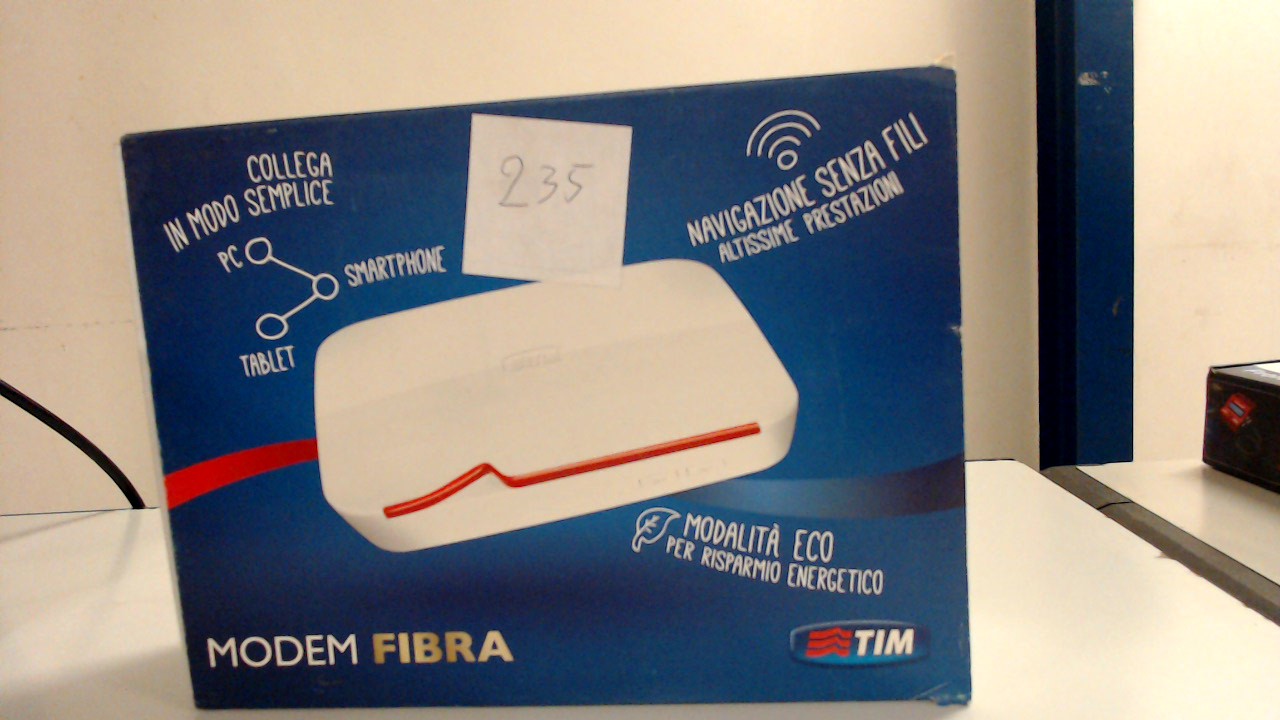 COLLEGA
IN MODO SEMPLICE
PC
SMARTPHONE
TABLET
235
NAVIGAZIONE SENZA FILI
ALTISSIME PRESTAZIONI
MODALITÀ ECO
PER RISPARMIO ENERGETICO
MODEM FIBRA
TIM